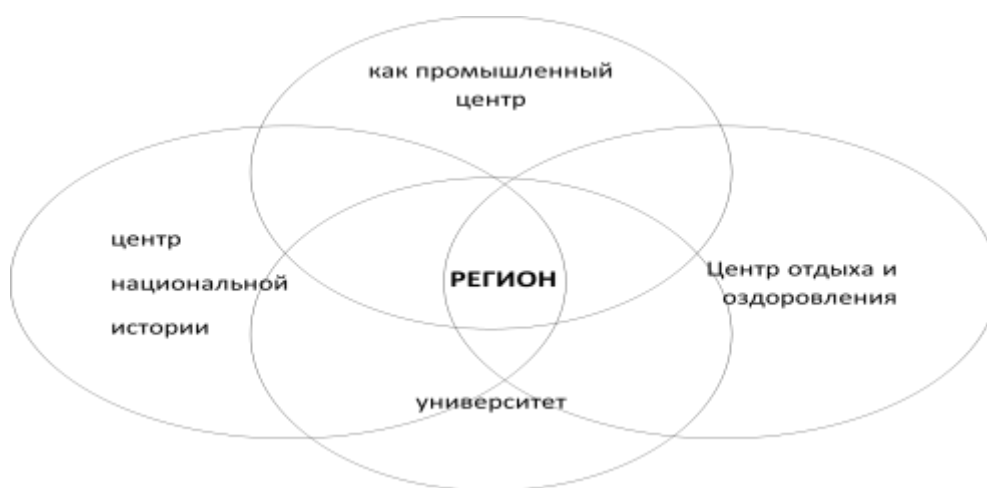 как промышленный
центр
центр
национальной
истории
РЕГИОН
Центр отдыха и
оздоровления
университет